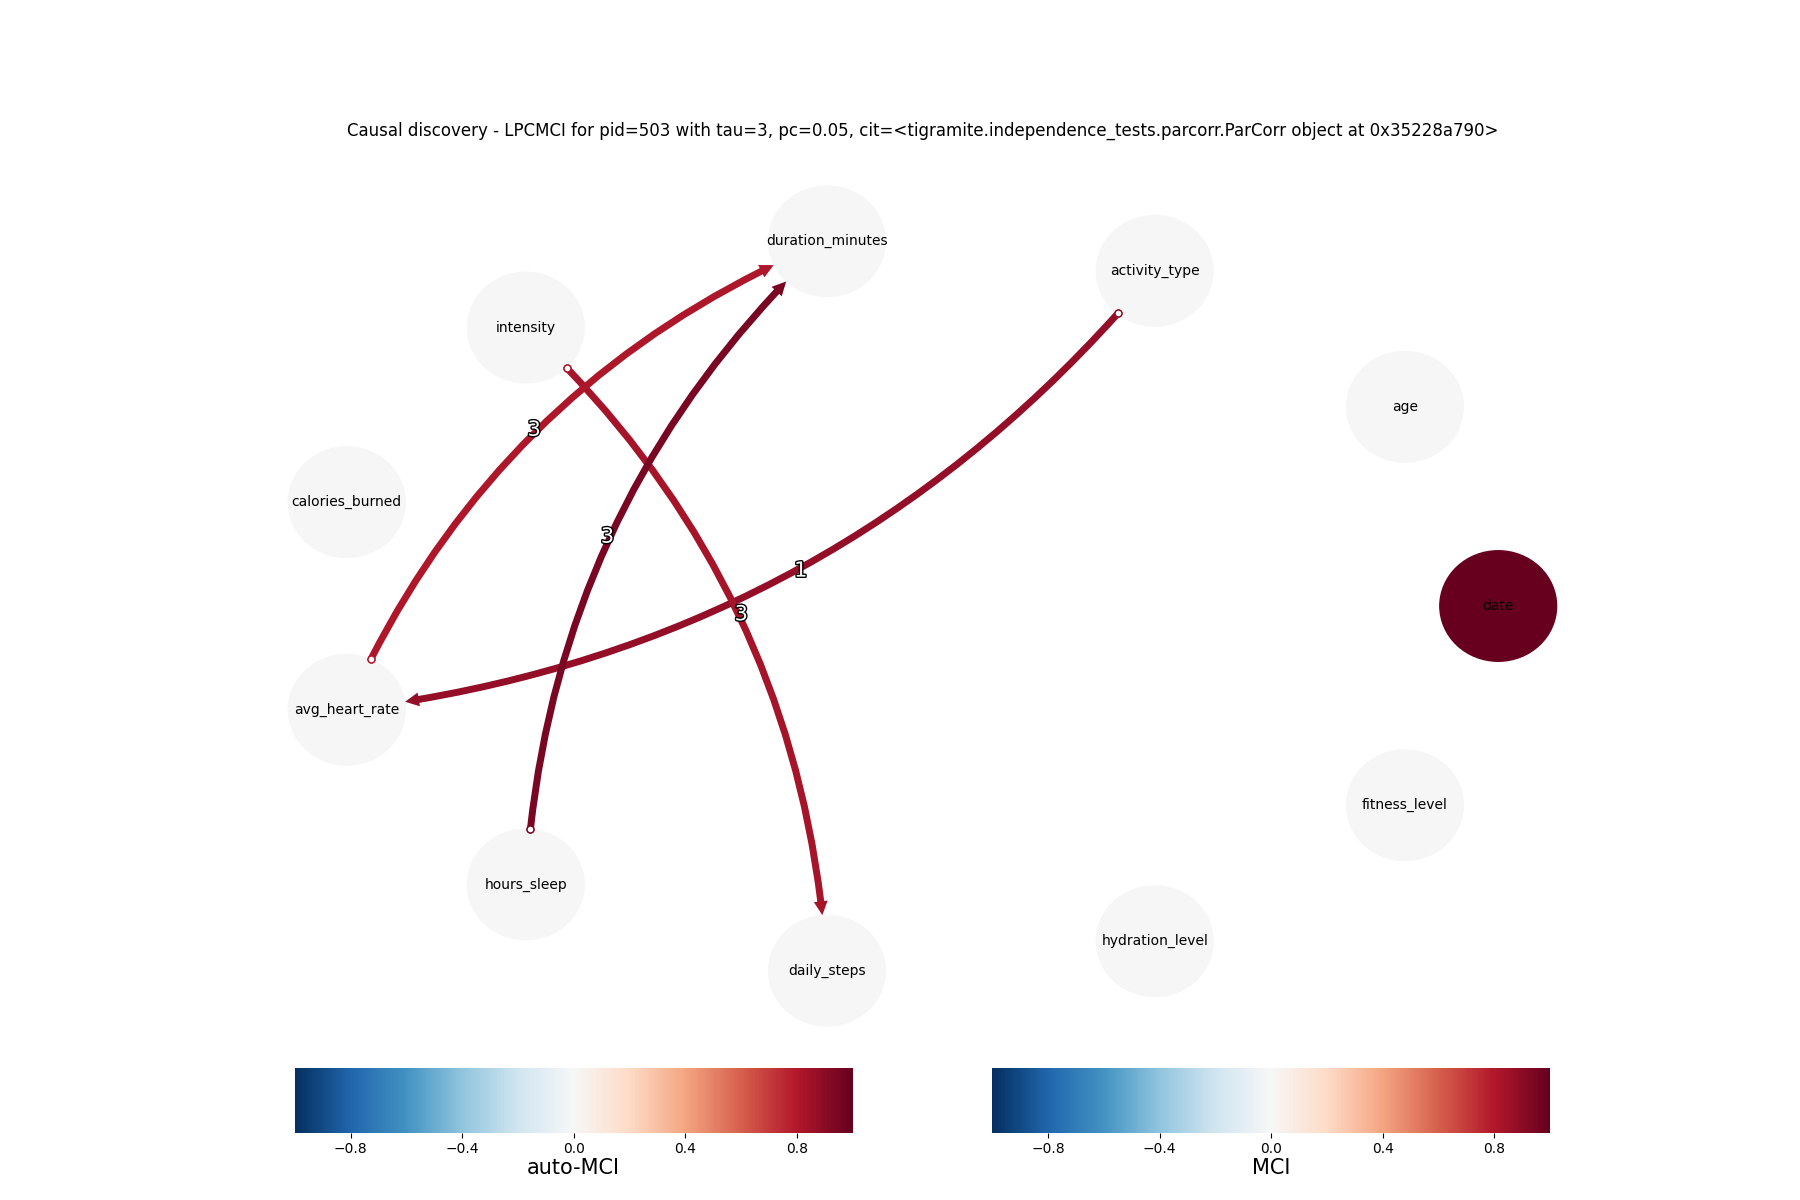 Causal discovery - LPCMCI for pid=503 with tau=3, pc=0.05, cit=<tigramite.independence_tests.parcorr.ParCorr object at 0x35228a790>
duration_minutes
activity_type
intensity
age
3
calories_burned
3
1
date
3
avg_heart_rate
fitness_level
hours_sleep
hydration_level
daily_steps
−0.8 −0.4 0.0 0.4 0.8
auto-MCI
−0.8 −0.4 0.0 0.4 0.8
MCI